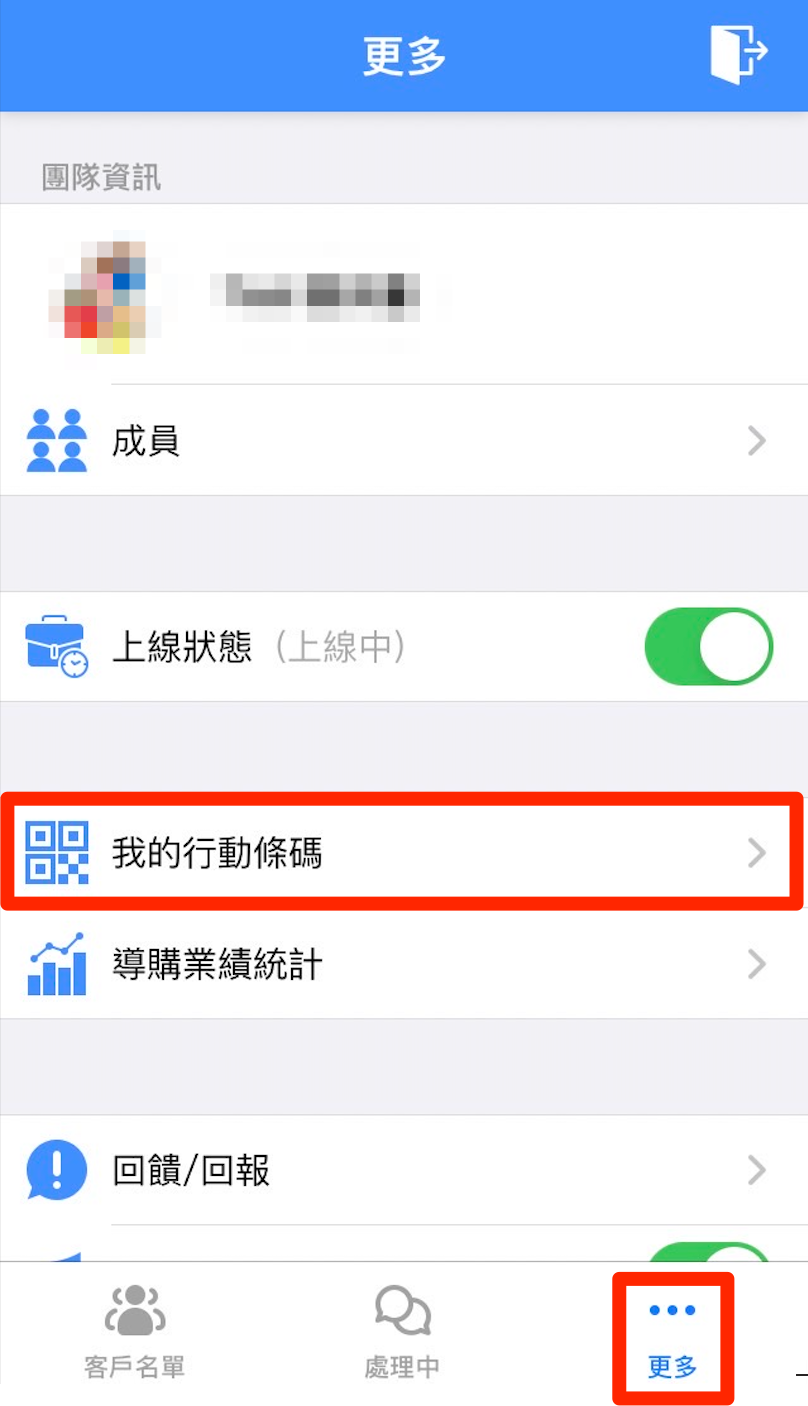 更多
團隊資訊
成員
上線狀態（上線中）
我的行動條碼
導購業績統計
回饋/回報
客戶名單
處理中
更多